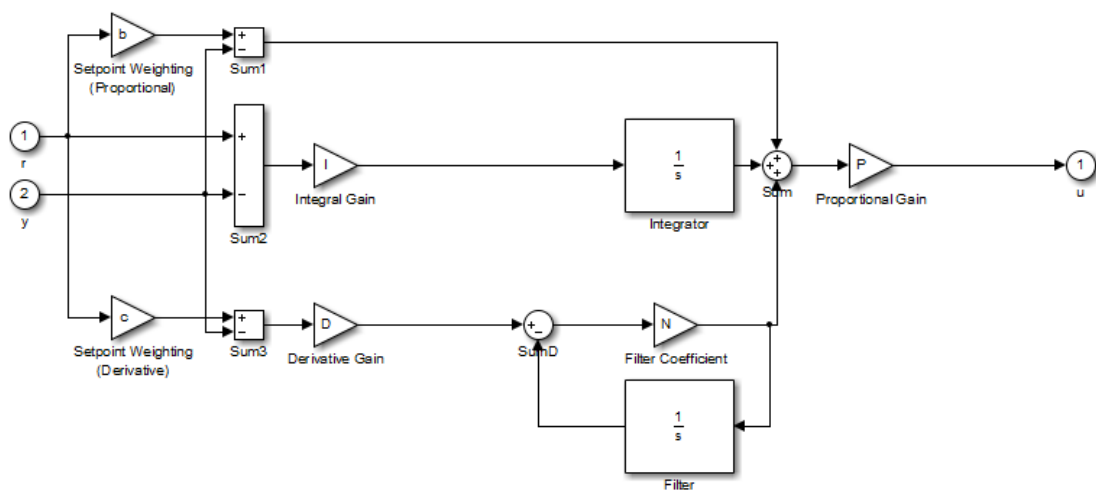 b
+
−
Setpoint Weighting
(Proportional)
Sum1
1
r
2
y
+
−
Sum2
I
Integral Gain
1
s
Integrator
+
+
+
Sum
P
Proportional Gain
1
u
c
Setpoint Weighting
(Derivative)
+
−
Sum3
D
Derivative Gain
+
−
SumD
N
Filter Coefficient
1
s
Filter